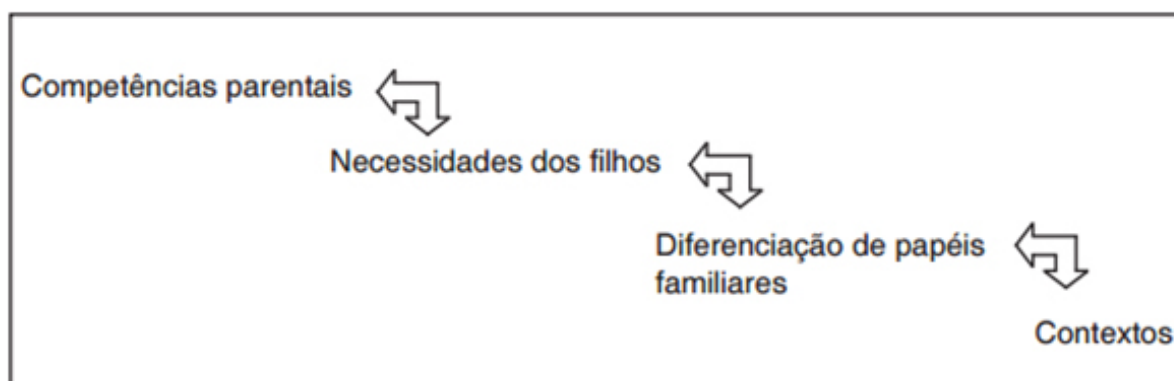 Competências parentais
Necessidades dos filhos
Diferenciação de papéis
familiares
Contextos